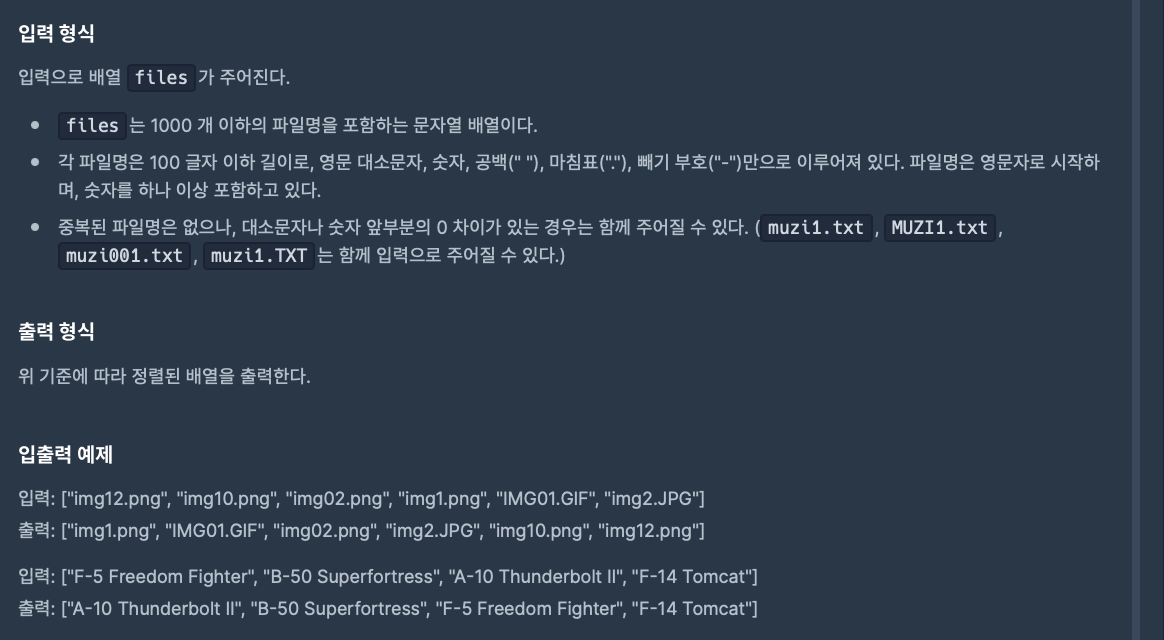 입력 형식
입력으로 배열 files 가 주어진다.
files 는 1000 개 이하의 파일명을 포함하는 문자열 배열이다.
각 파일명은 100 글자 이하 길이로, 영문 대소문자, 숫자, 공백(" "), 마침표("."), 빼기 부호("-")만으로 이루어져 있다. 파일명은 영문자로 시작하
며, 숫자를 하나 이상 포함하고 있다.
중복된 파일명은 없으나, 대소문자나 숫자 앞부분의 0 차이가 있는 경우는 함께 주어질 수 있다. (muzi1.txt, MUZI1.txt,
muzi001.txt, muzi1.TXT는 함께 입력으로 주어질 수 있다.)
출력 형식
위 기준에 따라 정렬된 배열을 출력한다.
입출력 예제
입력: ["img12.png", "img10.png", "img02.png", "img1.png", "IMG01.GIF", "img2.JPG"]
출력: ["img1.png", "IMG01.GIF", "img02.png", "img2.JPG", "img10.png", "img12.png"]
입력: ["F-5 Freedom Fighter", "B-50 Superfortress", "A-10 Thunderbolt II", "F-14 Tomcat"]
출력: ["A-10 Thunderbolt II", "B-50 Superfortress", "F-5 Freedom Fighter", "F-14 Tomcat"]